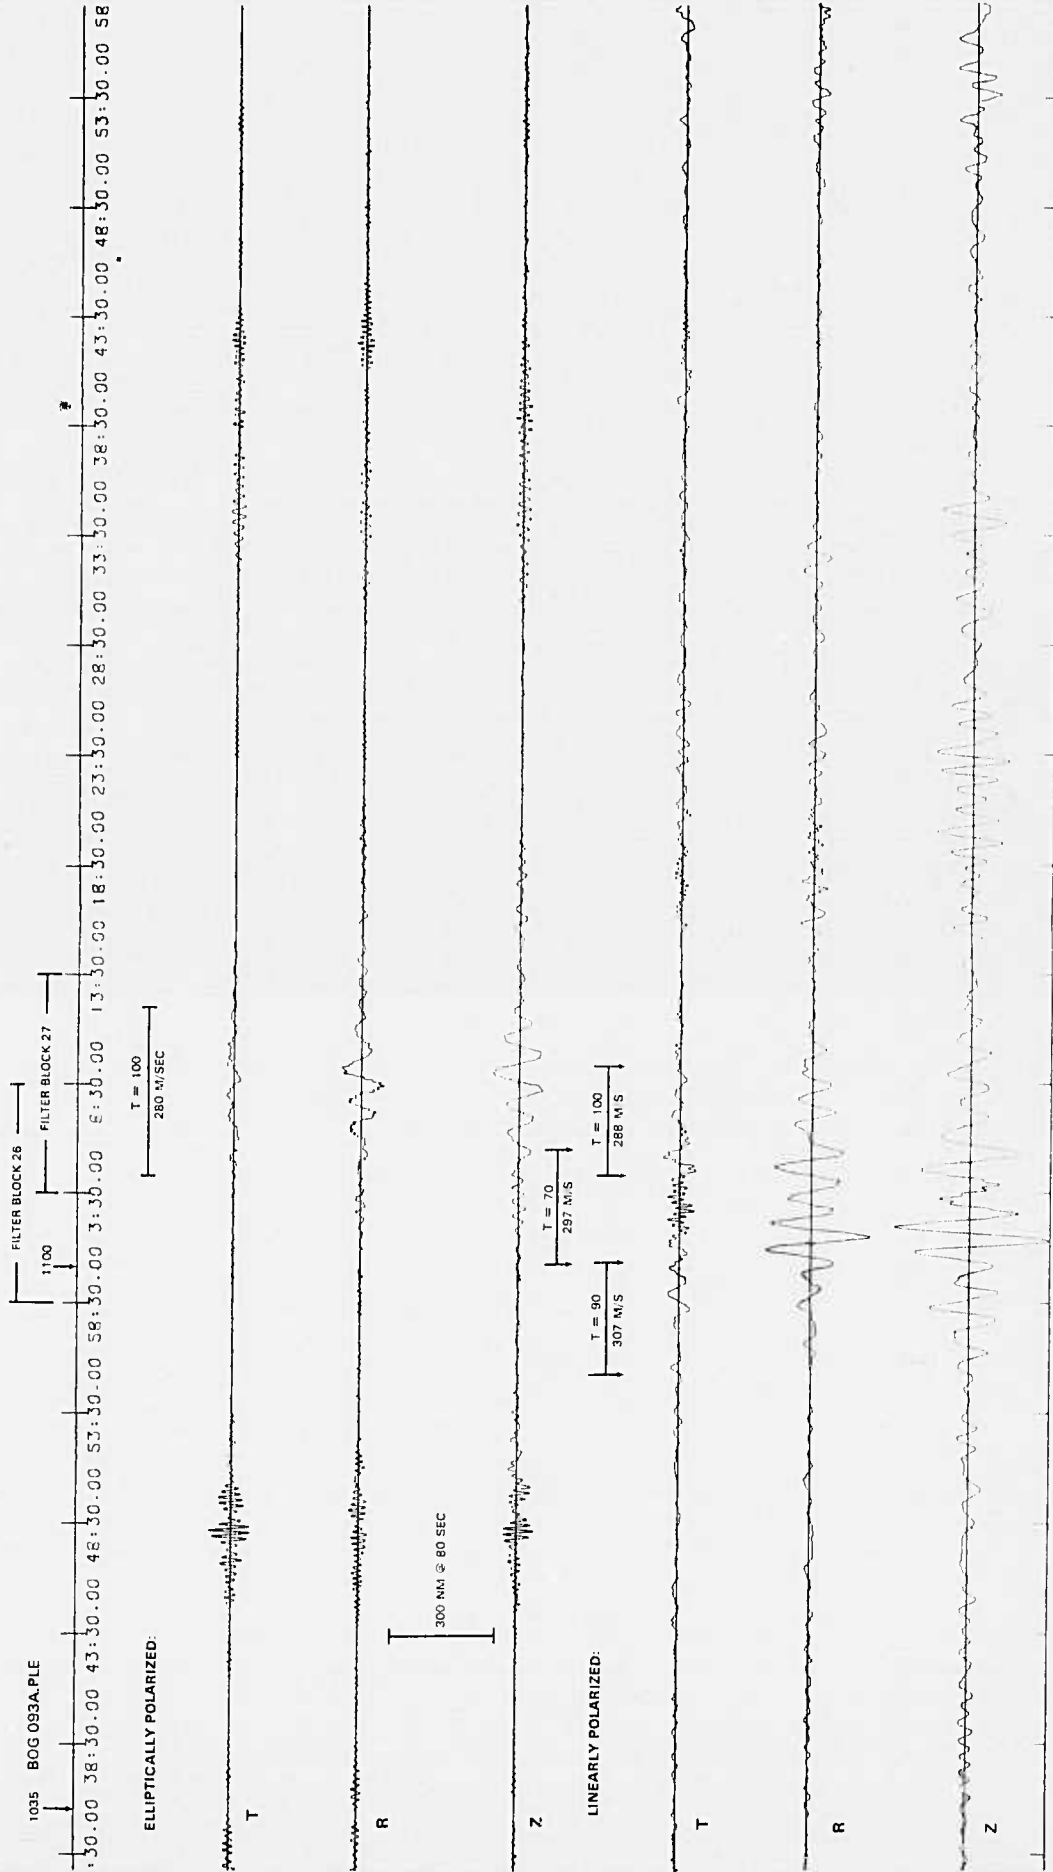 1035 BOG 093A.PLE
:30.00 38:30.00 43:30.00 48:30.00 53:30.00 58:30.00 3:30.00 8:30.00 13:30.00 18:30.00 23:30.00 28:30.00 33:30.00 38:30.00 43:30.00 48:30.00 53:30.00 58
FILTER BLOCK 26
1100
FILTER BLOCK 27
ELLIPTICALLY POLARIZED:
T = 100
280 M/SEC
T
R
300 NM @ 80 SEC
Z
T = 70
297 M/S
LINEARLY POLARIZED:
T = 90
307 M/S
T = 100
288 M/S
T
R
Z